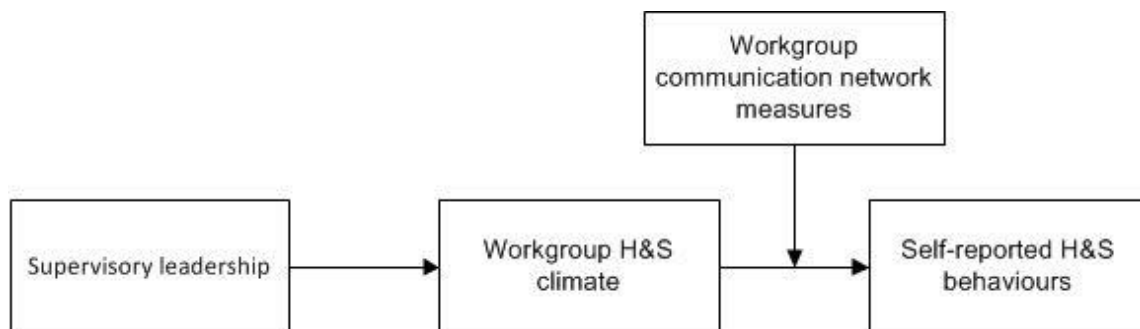 Workgroup
communication network
measures
Supervisory leadership
Workgroup H&S
climate
Self-reported H&S
behaviours